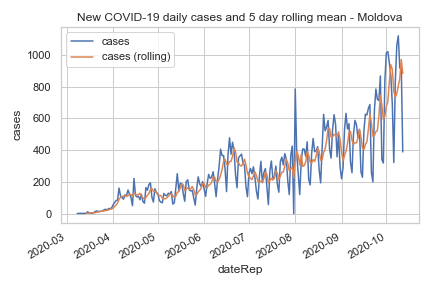 New COVID-19 daily cases and 5 day rolling mean - Moldova
cases
cases (rolling)
1000
800
600
400
200
0
cases
2020-03
2020-04
2020-05
2020-06
2020-07
2020-08
2020-09
2020-10
dateRep